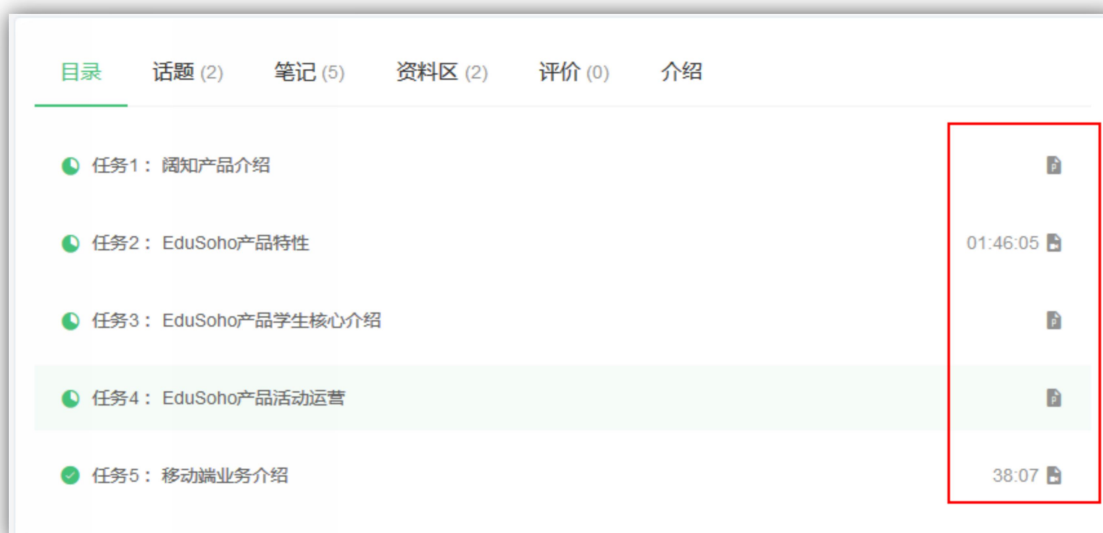 目录 话题 (2) 笔记 (5) 资料区 (2) 评价 (0) 介绍
任务1： 阔知产品介绍
任务2： EduSoho产品特性 01:46:05
任务3： EduSoho产品学生核心介绍
任务4： EduSoho产品活动运营
任务5： 移动端业务介绍 38:07